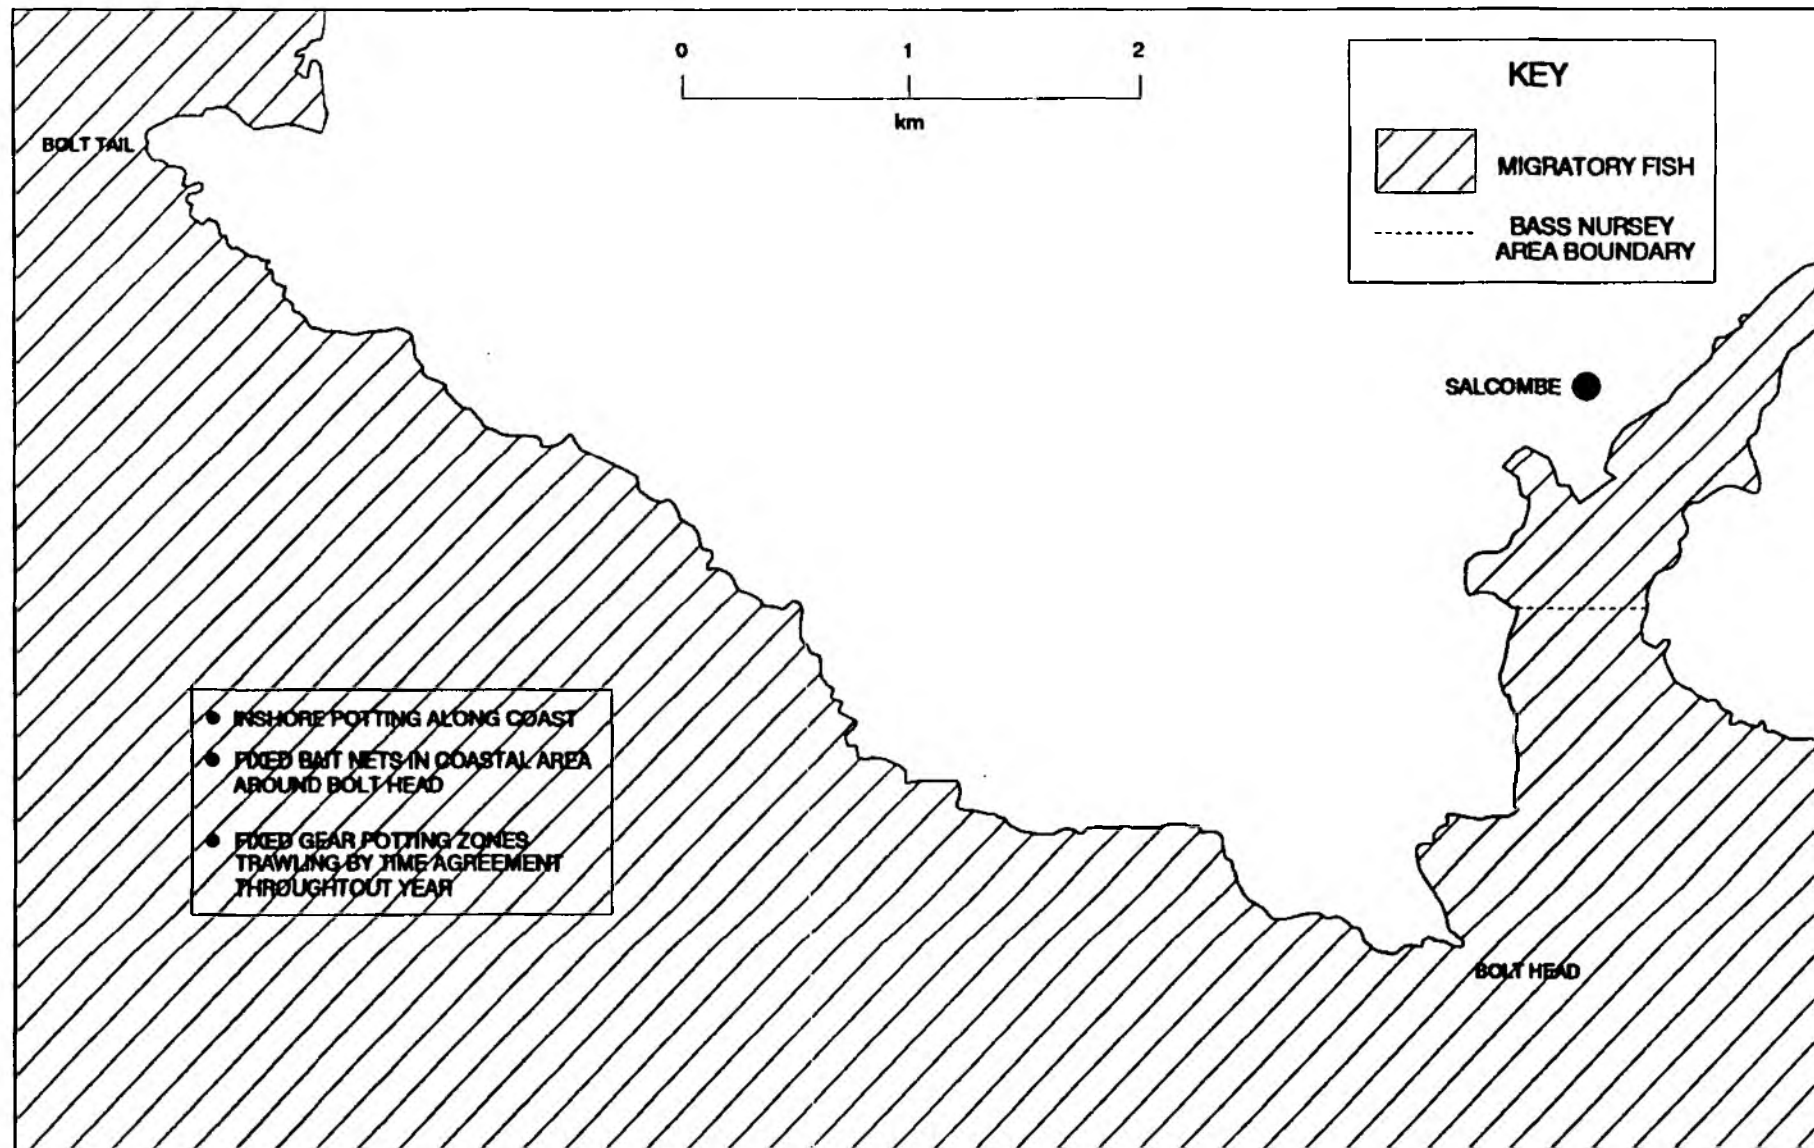 0 1 2
km
KEY
MIGRATORY FISH
BASS NURSEY
AREA BOUNDARY
BOLT TAIL
SALCOMBE
• INSHORE POTTING ALONG COAST
• FIXED BAIT NETS IN COASTAL AREA
AROUND BOLT HEAD
• FIXED GEAR POTTING ZONES
TRAWLING BY TIME AGREEMENT
THROUGHTOUT YEAR
BOLT HEAD